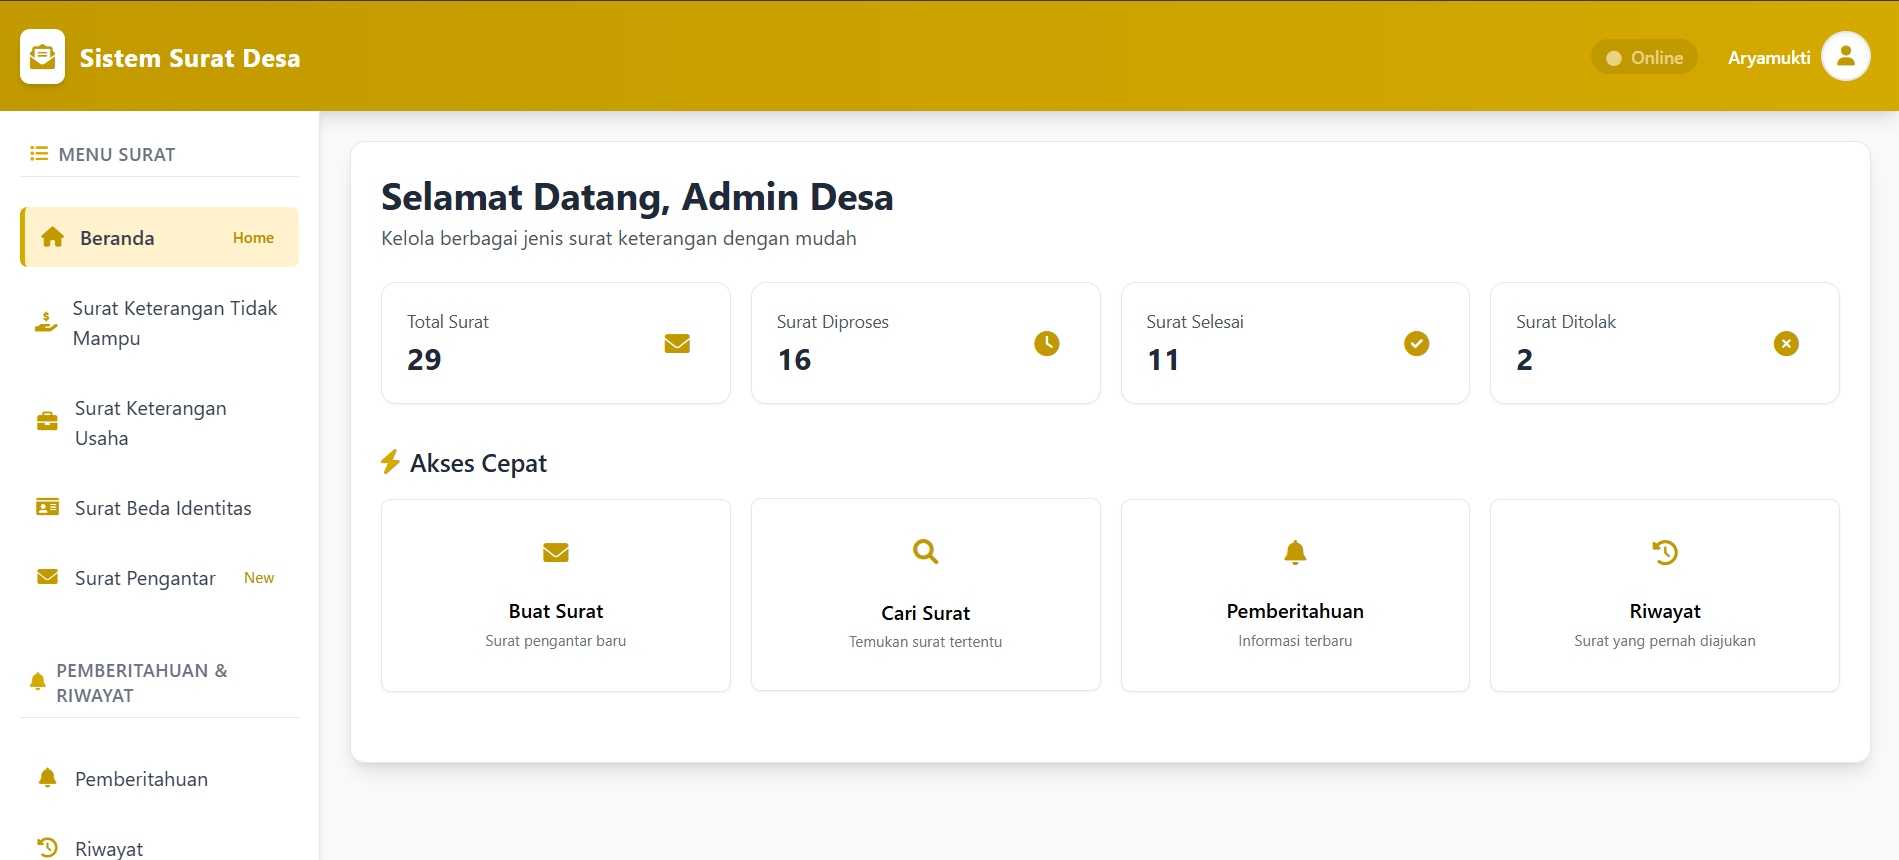 Sistem Surat Desa
Online
Aryamukti
MENU SURAT
Beranda
Home
Surat Keterangan Tidak
Mampu
Surat Keterangan
Usaha
Surat Beda Identitas
Surat Pengantar
New
PEMBERITAHUAN &
RIWAYAT
Pemberitahuan
Riwayat
Selamat Datang, Admin Desa
Kelola berbagai jenis surat keterangan dengan mudah
Total Surat
29
Surat Diproses
16
Surat Selesai
11
Surat Ditolak
2
Akses Cepat
Buat Surat
Surat pengantar baru
Cari Surat
Temukan surat tertentu
Pemberitahuan
Informasi terbaru
Riwayat
Surat yang pernah diajukan